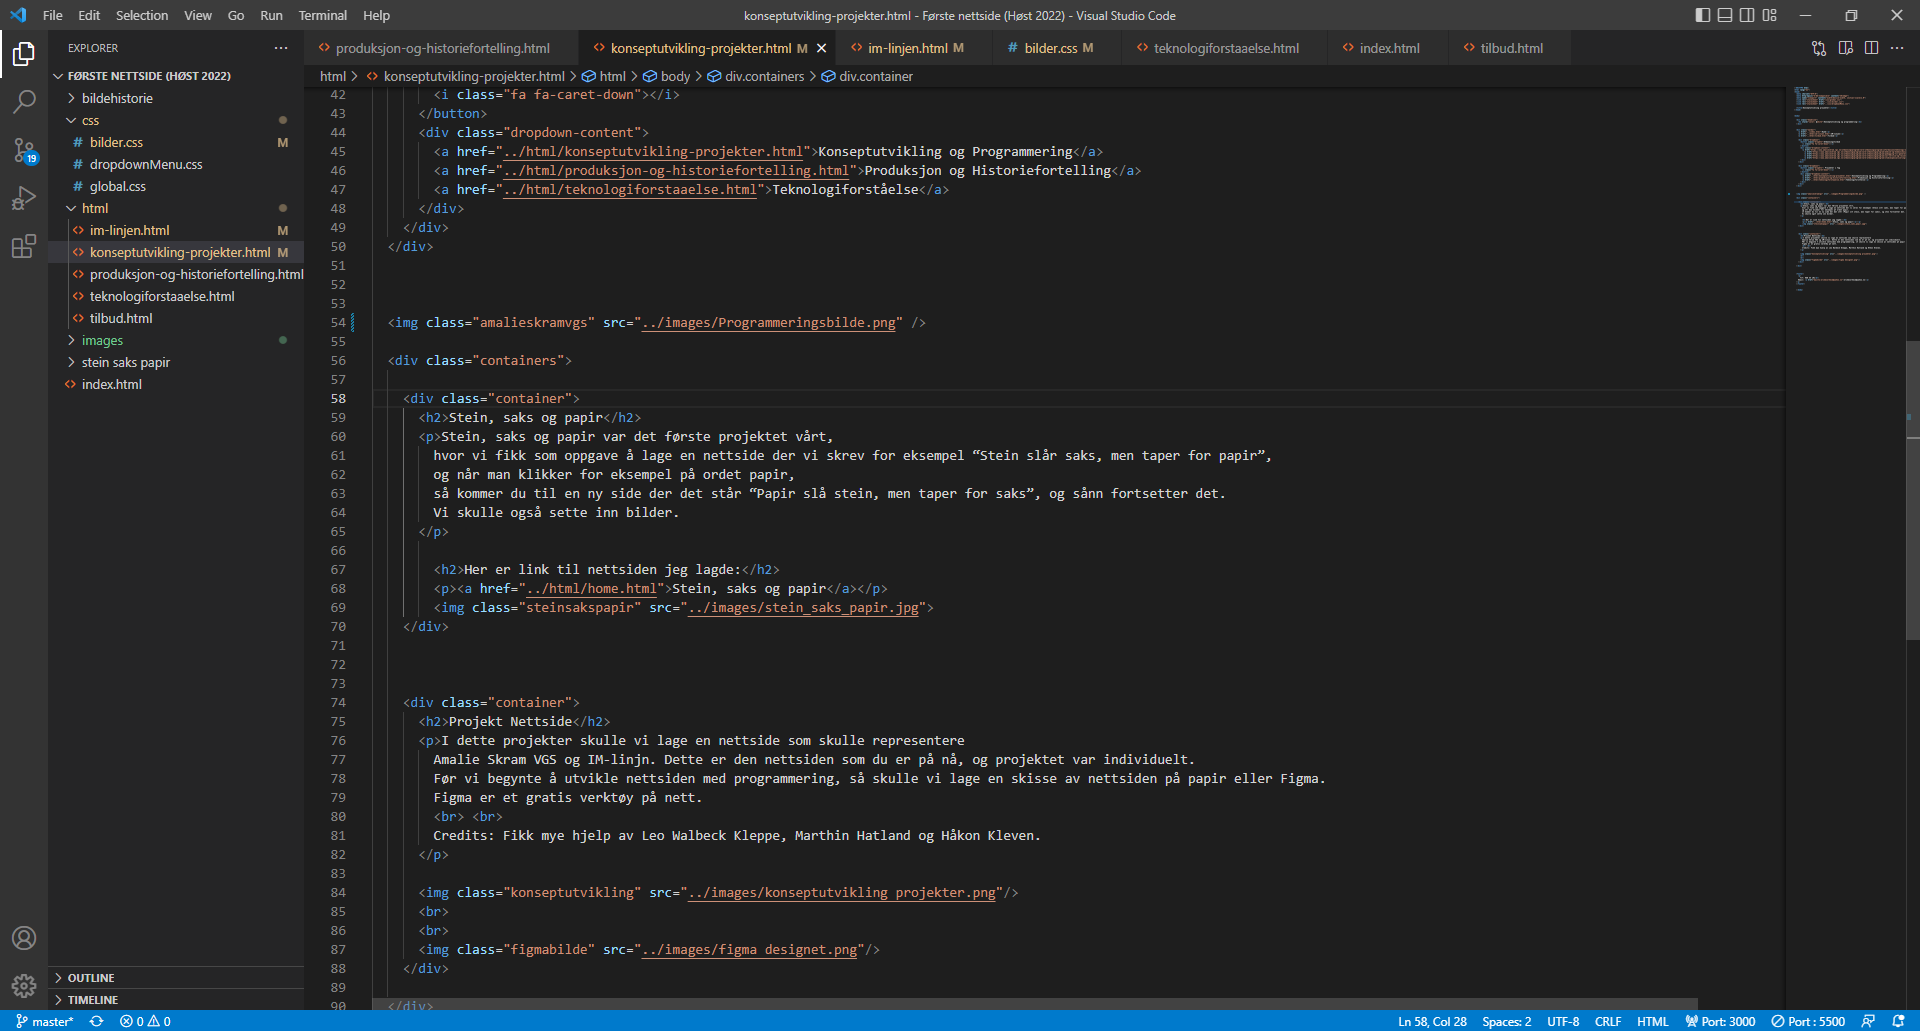 File Edit Selection View Go Run Terminal Help
konseptutvikling-projekter.html - Første nettside (Høst 2022) - Visual Studio Code
EXPLORER
FØRSTE NETTSIDE (HØST 2022)
bildehistorie
css
# bilder.css M
# dropdownMenu.css
# global.css
html
<> im-linjen.html M
<> konseptutvikling-projekter.html M
<> produksjon-og-historiefortelling.html
<> teknologiforstaaelse.html
<> tilbud.html
images
stein saks papir
<> index.html
19
OUTLINE
TIMELINE
<> produksjon-og-historiefortelling.html <> konseptutvikling-projekter.html M <> im-linjen.html M # bilder.css M <> teknologiforstaaelse.html <> index.html <> tilbud.html
html > <> konseptutvikling-projekter.html > html > body > div.containers > div.container
42 <i class="fa fa-caret-down"></i>
43 </button>
44 <div class="dropdown-content">
45 <a href="../html/konseptutvikling-projekter.html">Konseptutvikling og Programmering</a>
46 <a href="../html/produksjon-og-historiefortelling.html">Produksjon og Historiefortelling</a>
47 <a href="../html/teknologiforstaaelse.html">Teknologiforståelse</a>
48 </div>
49 </div>
50 </div>
51
52
53
54 <img class="amalieskramvgs" src="../images/Programmeringsbilde.png" />
55
56 <div class="containers">
57
58 <div class="container">
59 <h2>Stein, saks og papir</h2>
60 <p>Stein, saks og papir var det første projektet vårt,
61 hvor vi fikk som oppgave å lage en nettside der vi skrev for eksempel “Stein slår saks, men taper for papir”,
62 og når man klikker for eksempel på ordet papir,
63 så kommer du til en ny side der det står “Papir slå stein, men taper for saks”, og sånn fortsetter det.
64 Vi skulle også sette inn bilder.
65 </p>
66
67 <h2>Her er link til nettsiden jeg lagde:</h2>
68 <p><a href="../html/home.html">Stein, saks og papir</a></p>
69 <img class="steinsakspapir" src="../images/stein_saks_papir.jpg">
70 </div>
71
72
73
74 <div class="container">
75 <h2>Projekt Nettside</h2>
76 <p>I dette projekter skulle vi lage en nettside som skulle representere
77 Amalie Skram VGS og IM-linjn. Dette er den nettsiden som du er på nå, og projektet var individuelt.
78 Før vi begynte å utvikle nettsiden med programmering, så skulle vi lage en skisse av nettsiden på papir eller Figma.
79 Figma er et gratis verktøy på nett.
80 <br> <br>
81 Credits: Fikk mye hjelp av Leo Walbeck Kleppe, Marthin Hatland og Håkon Kleven.
82 </p>
83
84 <img class="konseptutvikling" src="../images/konseptutvikling projekter.png"/>
85 <br>
86 <br>
87 <img class="figmabilde" src="../images/figma designet.png"/>
88 </div>
89
90 </div>
master* 0 0 Ln 58, Col 28 Spaces: 2 UTF-8 CRLF HTML Port: 3000 Port : 5500